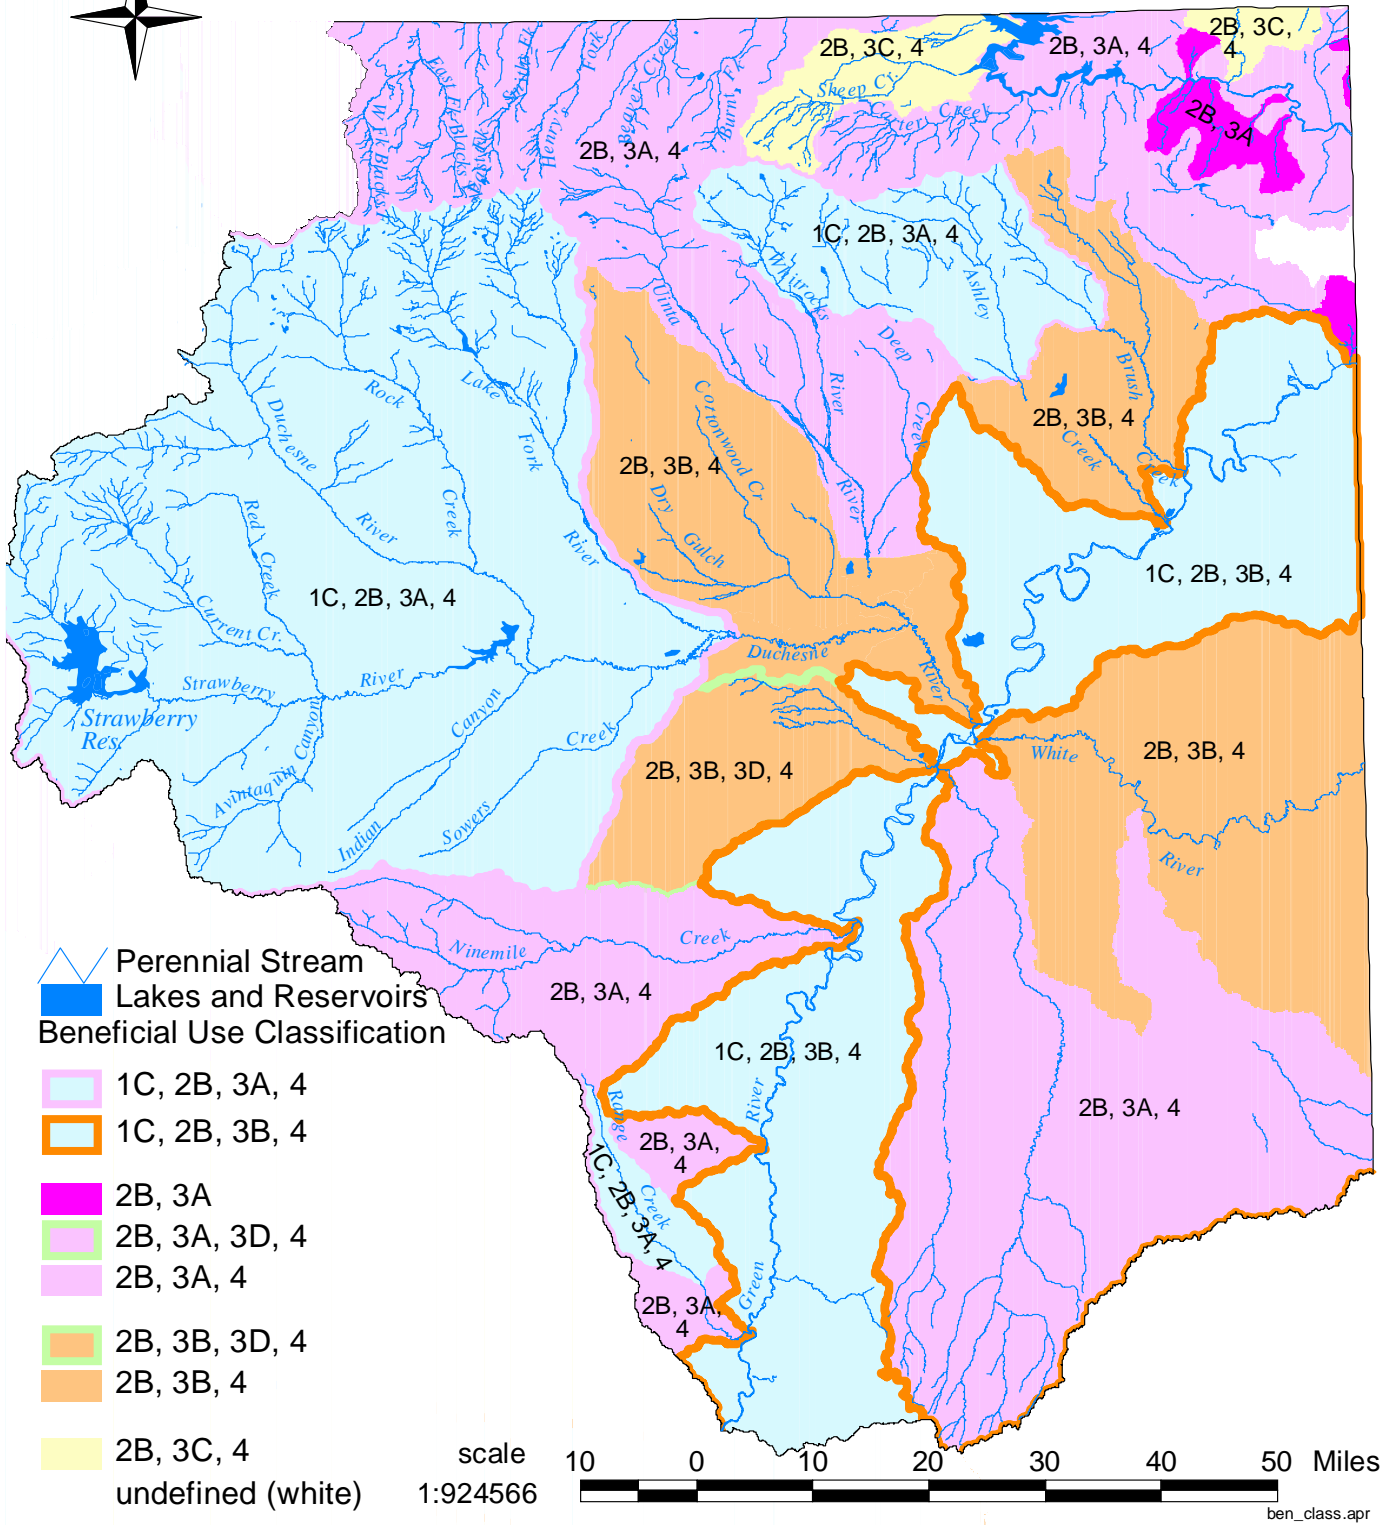 2B, 3C, 4
2B, 3A, 4
2B, 3C,
4
2B, 3A
Sheep Cr.
Carter Creek
East Fk Blacks
W Fk Blacks
Smith Fk
Henry's
Fork
Beaver Creek
Burnt Fk
2B, 3A, 4
1C, 2B, 3A, 4
Whitrocks
River
Ashley
Creek
Uinta
River
Deep
Creek
Brush
Creek
2B, 3B, 4
Rock
Creek
Lake
Fork
River
Duchesne
River
Cottonwood Cr
2B, 3B, 4
Dry
Gulch
Red
Creek
Current Cr.
1C, 2B, 3A, 4
1C, 2B, 3B, 4
Duchesne
River
Strawberry
River
Strawberry
Res.
Avintaquin Canyon
Indian
Canyon
Sowers
Creek
2B, 3B, 3D, 4
White
River
2B, 3B, 4
Ninemile
Creek
2B, 3A, 4
1C, 2B, 3B, 4
Range
Creek
1C, 2B, 3A, 4
2B, 3A,
4
2B, 3A,
4
Green
River
2B, 3A, 4
Perennial Stream
Lakes and Reservoirs
Beneficial Use Classification
1C, 2B, 3A, 4
1C, 2B, 3B, 4
2B, 3A
2B, 3A, 3D, 4
2B, 3A, 4
2B, 3B, 3D, 4
2B, 3B, 4
2B, 3C, 4
undefined (white)
scale
1:924566
10 0 10 20 30 40 50 Miles
ben_class.apr